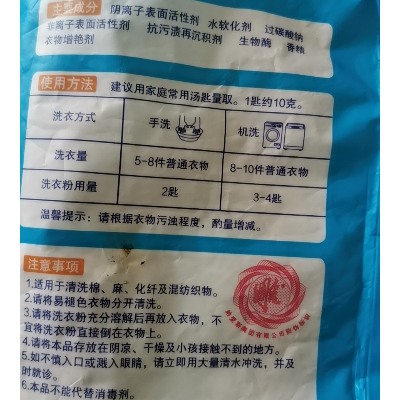 主要成分 阴离子表面活性剂 水软化剂 过碳酸钠
非离子表面活性剂 抗污渍再沉积剂 生物酶 香精
衣物增艳剂
使用方法 建议用家庭常用汤匙量取。1匙约10克。
洗衣方式 手洗 机洗
洗衣量 5-8件普通衣物 8-10件普通衣物
洗衣粉用量 2匙 3-4匙
温馨提示：请根据衣物污浊程度，酌量增减。
注意事项
1.适用于清洗棉、麻、化纤及混纺织物。
2.请将易褪色衣物分开清洗。
3.请将洗衣粉充分溶解后再放入衣物，不
宜将洗衣粉直接倒在衣物上。
4.请将本品存放在阴凉、干燥及小孩接触不到的地方。
5.如不慎入口或溅入眼睛，请立即用大量清水冲洗，并及
时就诊。
6.本品不能代替消毒剂。
雕